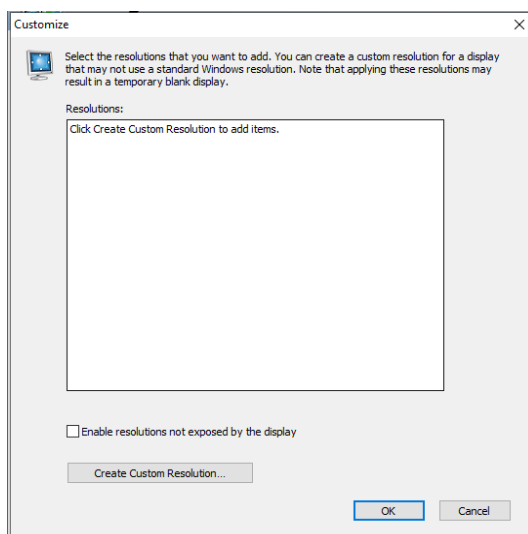 Customize
Select the resolutions that you want to add. You can create a custom resolution for a display
that may not use a standard Windows resolution. Note that applying these resolutions may
result in a temporary blank display.
Resolutions:
Click Create Custom Resolution to add items.
Enable resolutions not exposed by the display
Create Custom Resolution...
OK
Cancel